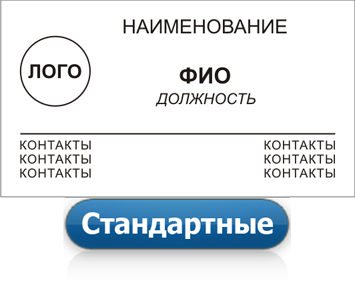 НАИМЕНОВАНИЕ
ЛОГО
ФИО
ДОЛЖНОСТЬ
КОНТАКТЫ КОНТАКТЫ
КОНТАКТЫ КОНТАКТЫ
КОНТАКТЫ КОНТАКТЫ
Стандартные